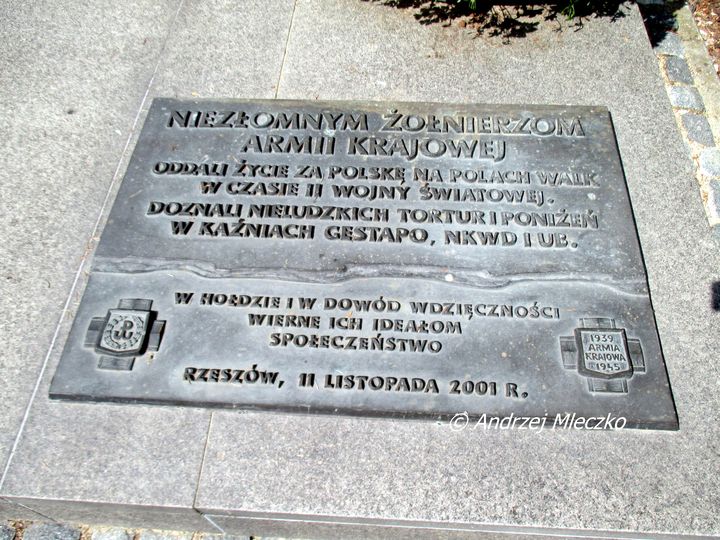 NIEZŁOMNYM ŻOŁNIERZOM
ARMII KRAJOWEJ
ODDALI ŻYCIE ZA POLSKĘ NA POLACH WALK
W CZASIE II WOJNY ŚWIATOWEJ.
DOZNALI NIELUDZKICH TORTUR I PONIŻEŃ
W KAŹNIACH GESTAPO, NKWD I UB.
W HOŁDZIE I W DOWÓD WDZIĘCZNOŚCI
WIERNE ICH IDEAŁOM
SPOŁECZEŃSTWO
RZESZÓW, 11 LISTOPADA 2001 R.
1939
ARMIA
KRAJOWA
1945
© Andrzej Mleczko